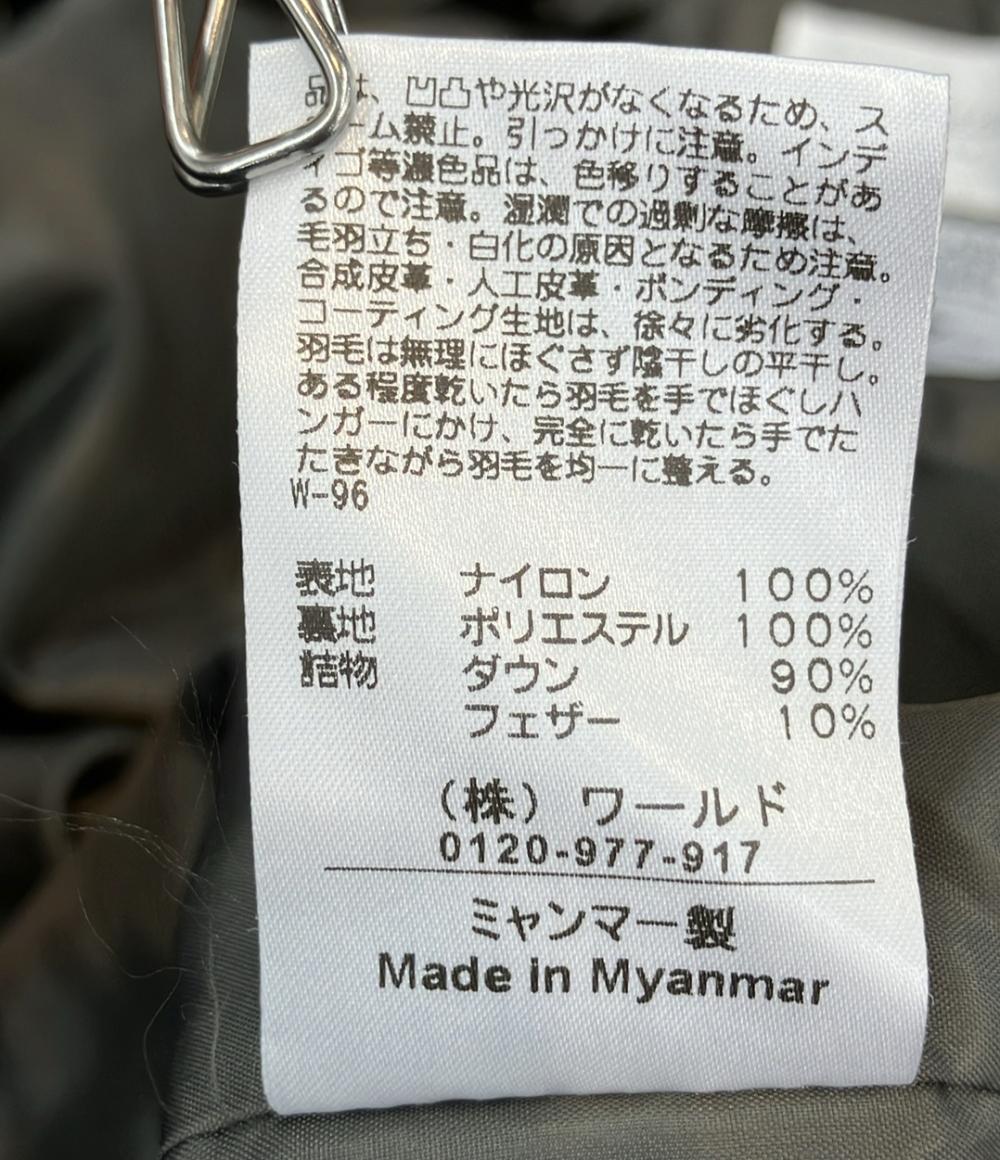 品は、凹凸や光沢がなくなるため、ス
ーム禁止。引っかけに注意。インデ
ィゴ等濃色品は、色移りすることがあ
るので注意。湿潤での過剰な摩擦は、
毛羽立ち・白化の原因となるため注意。
合成皮革・人工皮革・ボンディング・
コーティング生地は、徐々に劣化する。
羽毛は無理にほぐさず陰干しの平干し。
ある程度乾いたら羽毛を手でほぐしハ
ンガーにかけ、完全に乾いたら手でた
たきながら羽毛を均一に整える。
W-96
表地 ナイロン 100%
裏地 ポリエステル 100%
詰物 ダウン 90%
フェザー 10%
(株) ワールド
0120-977-917
ミャンマー製
Made in Myanmar